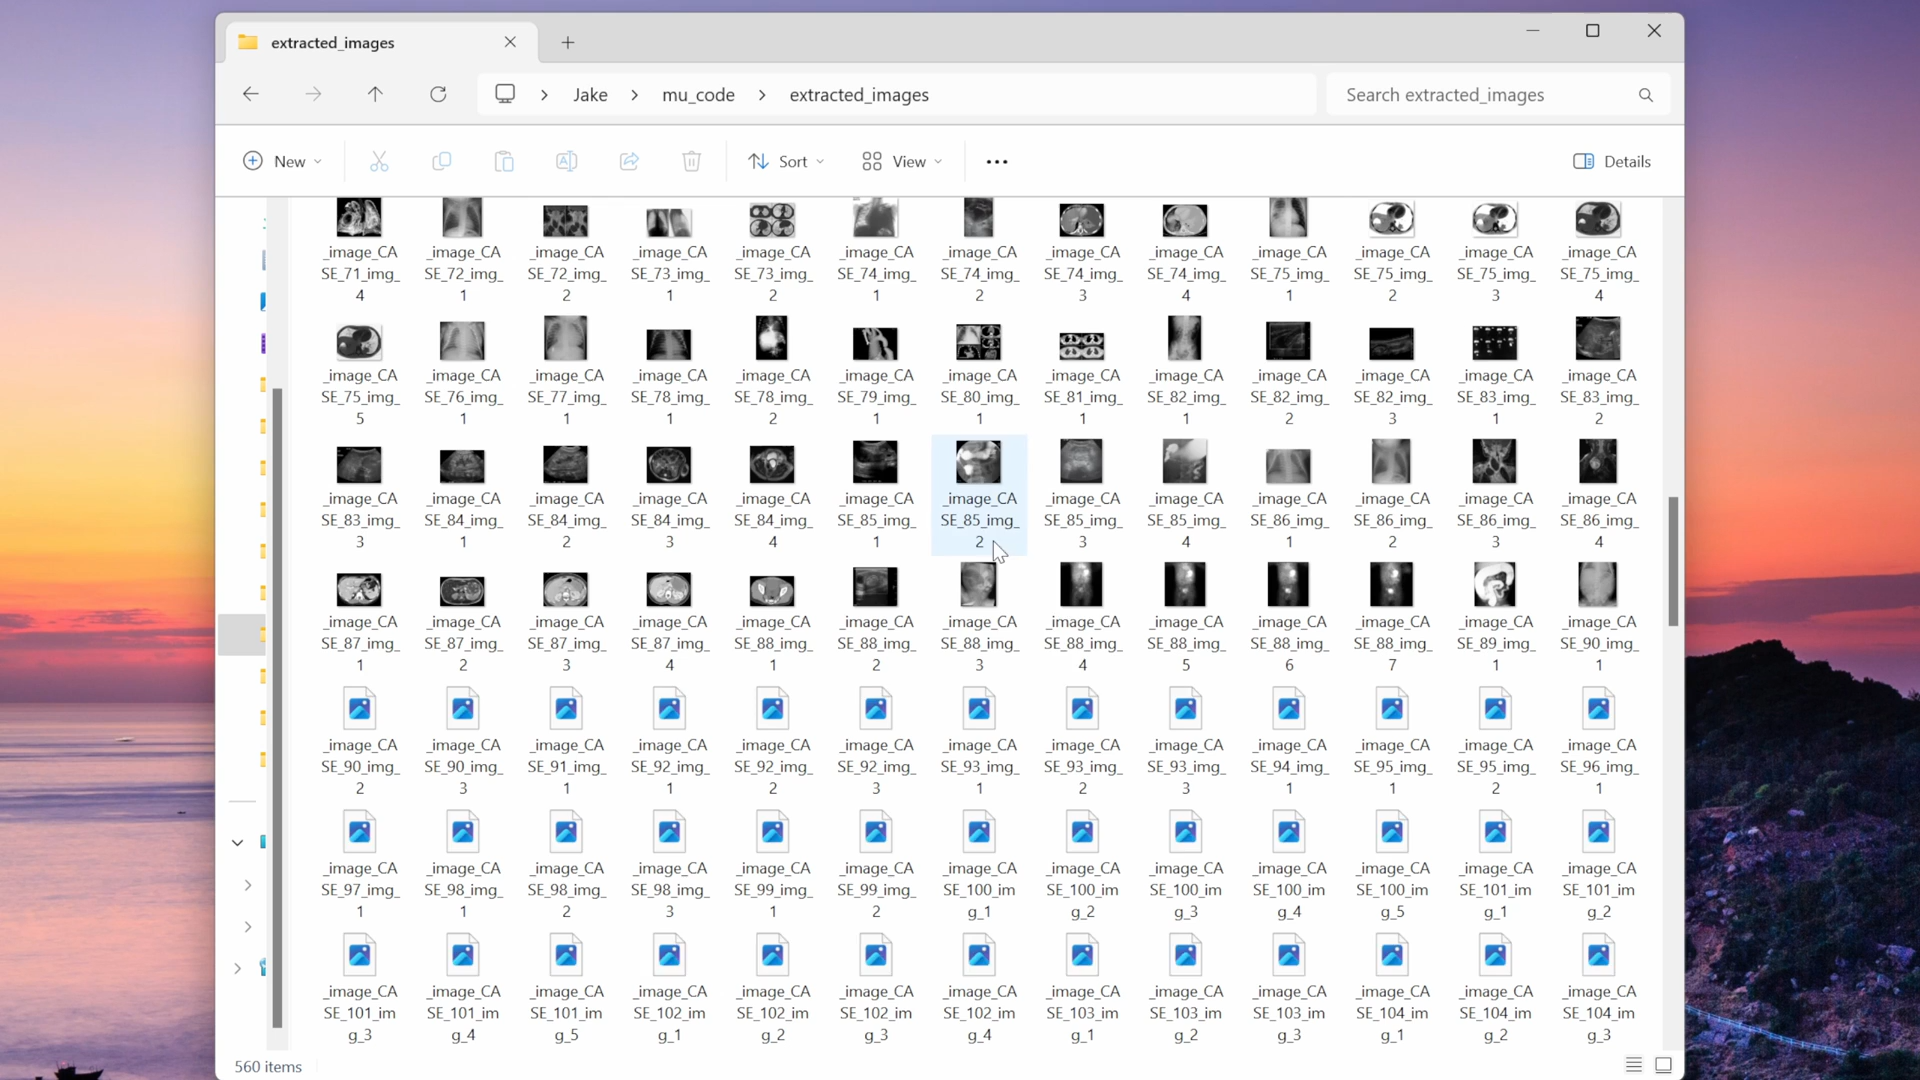 extracted_images
Jake > mu_code > extracted_images
Search extracted_images
New
Sort
View
Details
_image_CA _image_CA _image_CA _image_CA _image_CA _image_CA _image_CA _image_CA _image_CA _image_CA _image_CA _image_CA _image_CA
SE_71_img_ SE_72_img_ SE_72_img_ SE_73_img_ SE_73_img_ SE_74_img_ SE_74_img_ SE_74_img_ SE_74_img_ SE_75_img_ SE_75_img_ SE_75_img_ SE_75_img_
4 1 2 1 2 1 2 3 4 1 2 3 4
_image_CA _image_CA _image_CA _image_CA _image_CA _image_CA _image_CA _image_CA _image_CA _image_CA _image_CA _image_CA _image_CA
SE_75_img_ SE_76_img_ SE_77_img_ SE_78_img_ SE_78_img_ SE_79_img_ SE_80_img_ SE_81_img_ SE_82_img_ SE_82_img_ SE_82_img_ SE_83_img_ SE_83_img_
5 1 1 1 2 1 1 1 1 2 3 1 2
_image_CA _image_CA _image_CA _image_CA _image_CA _image_CA _image_CA _image_CA _image_CA _image_CA _image_CA _image_CA _image_CA
SE_83_img_ SE_84_img_ SE_84_img_ SE_84_img_ SE_84_img_ SE_85_img_ SE_85_img_ SE_85_img_ SE_85_img_ SE_86_img_ SE_86_img_ SE_86_img_ SE_86_img_
3 1 2 3 4 1 2 3 4 1 2 3 4
_image_CA _image_CA _image_CA _image_CA _image_CA _image_CA _image_CA _image_CA _image_CA _image_CA _image_CA _image_CA _image_CA
SE_87_img_ SE_87_img_ SE_87_img_ SE_87_img_ SE_88_img_ SE_88_img_ SE_88_img_ SE_88_img_ SE_88_img_ SE_88_img_ SE_88_img_ SE_89_img_ SE_90_img_
1 2 3 4 1 2 3 4 5 6 7 1 1
_image_CA _image_CA _image_CA _image_CA _image_CA _image_CA _image_CA _image_CA _image_CA _image_CA _image_CA _image_CA _image_CA
SE_90_img_ SE_90_img_ SE_91_img_ SE_92_img_ SE_92_img_ SE_92_img_ SE_93_img_ SE_93_img_ SE_93_img_ SE_94_img_ SE_95_img_ SE_95_img_ SE_96_img_
2 3 1 1 2 3 1 2 3 1 1 2 1
_image_CA _image_CA _image_CA _image_CA _image_CA _image_CA _image_CA _image_CA _image_CA _image_CA _image_CA _image_CA _image_CA
SE_97_img_ SE_98_img_ SE_98_img_ SE_98_img_ SE_99_img_ SE_99_img_ SE_100_im SE_100_im SE_100_im SE_100_im SE_100_im SE_101_im SE_101_im
1 1 2 3 1 2 g_1 g_2 g_3 g_4 g_5 g_1 g_2
_image_CA _image_CA _image_CA _image_CA _image_CA _image_CA _image_CA _image_CA _image_CA _image_CA _image_CA _image_CA _image_CA
SE_101_im SE_101_im SE_101_im SE_102_im SE_102_im SE_102_im SE_102_im SE_103_im SE_103_im SE_103_im SE_104_im SE_104_im SE_104_im
g_3 g_4 g_5 g_1 g_2 g_3 g_4 g_1 g_2 g_3 g_1 g_2 g_3
560 items